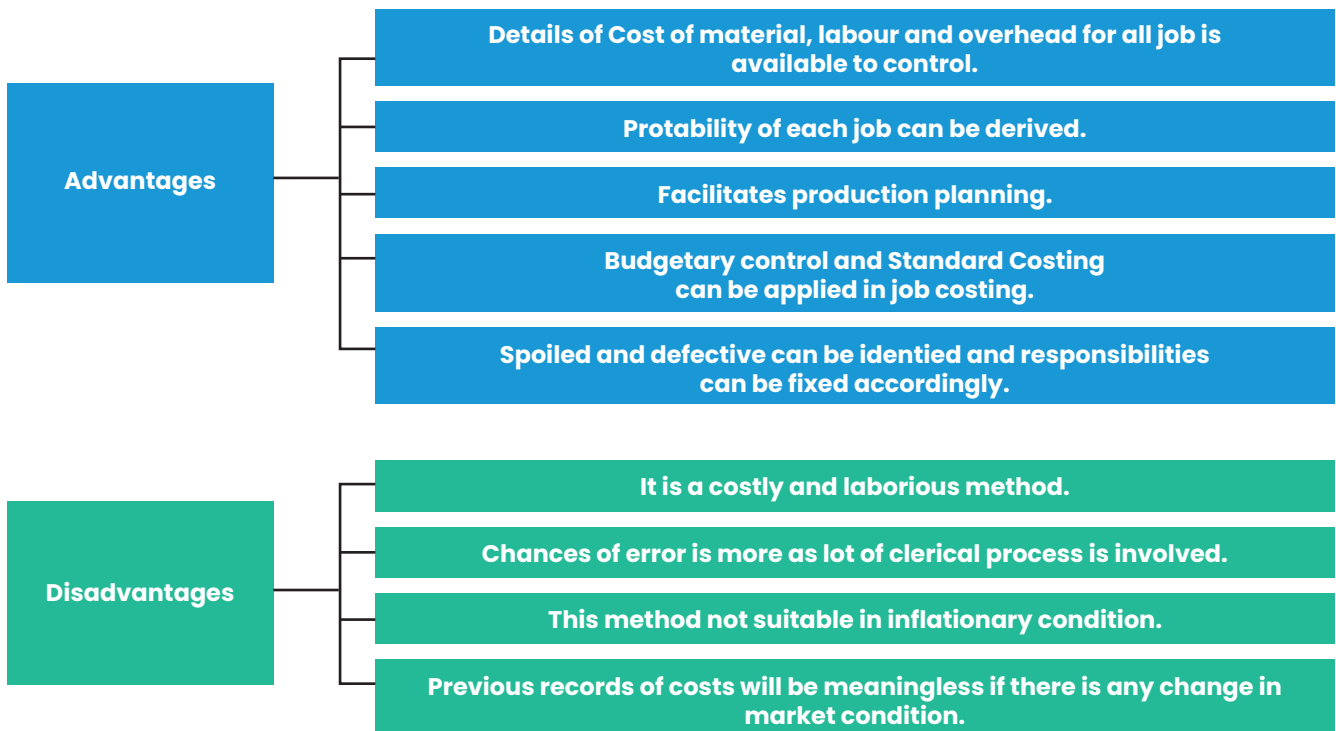 Advantages
Details of Cost of material, labour and overhead for all job is
available to control.
Protability of each job can be derived.
Facilitates production planning.
Budgetary control and Standard Costing
can be applied in job costing.
Spoiled and defective can be identied and responsibilities
can be fixed accordingly.
Disadvantages
It is a costly and laborious method.
Chances of error is more as lot of clerical process is involved.
This method not suitable in inflationary condition.
Previous records of costs will be meaningless if there is any change in
market condition.